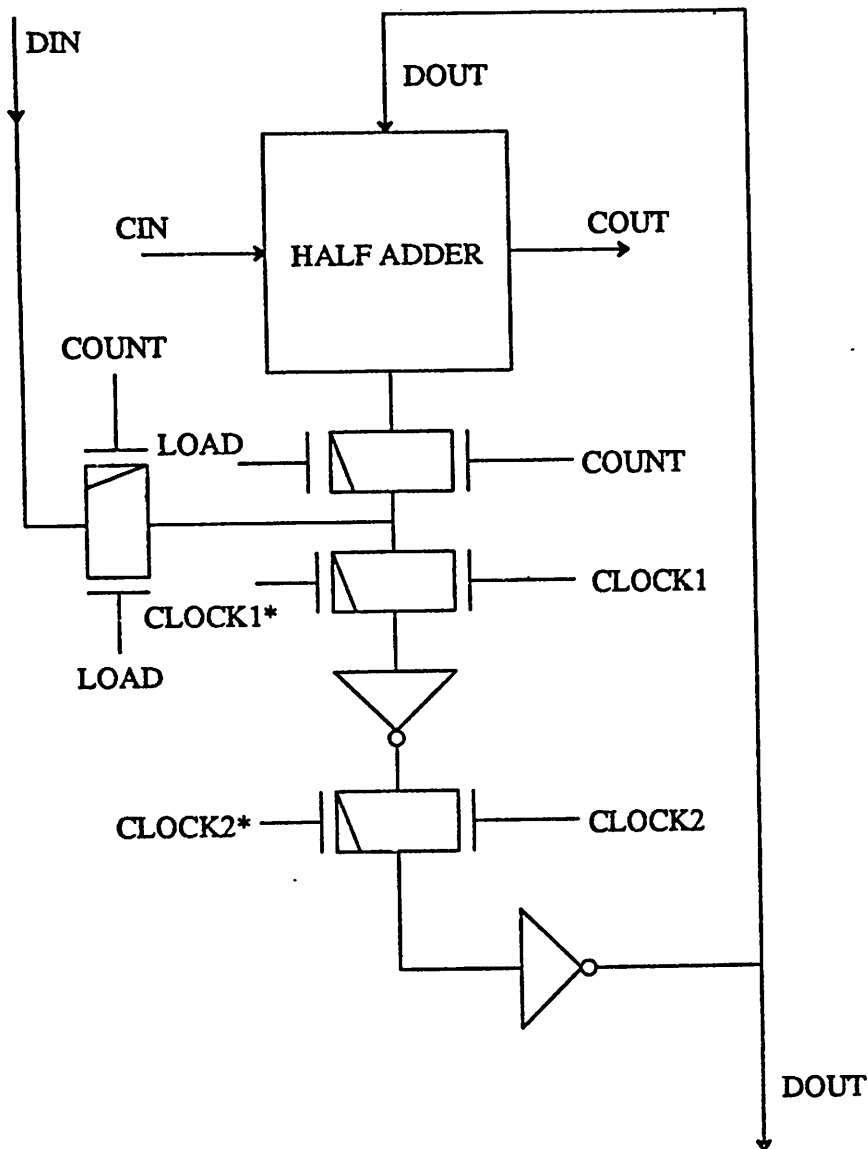 DIN
DOUT
CIN
HALF ADDER
COUT
COUNT
LOAD
COUNT
CLOCK1*
CLOCK1
LOAD
CLOCK2*
CLOCK2
DOUT